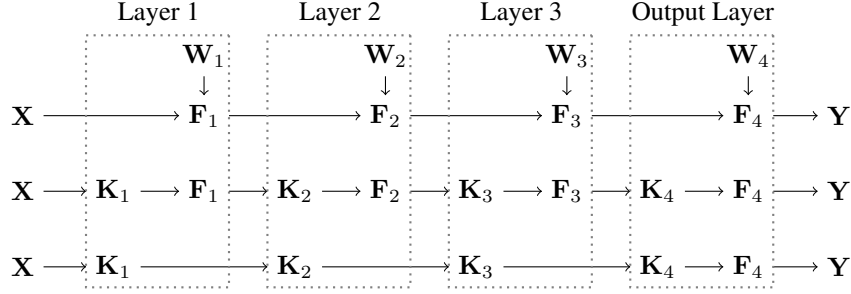 Layer 1 Layer 2 Layer 3 Output Layer
W₁ W₂ W₃ W₄
X F₁ F₂ F₃ F₄ Y
X K₁ F₁ K₂ F₂ K₃ F₃ K₄ F₄ Y
X K₁ K₂ K₃ K₄ F₄ Y